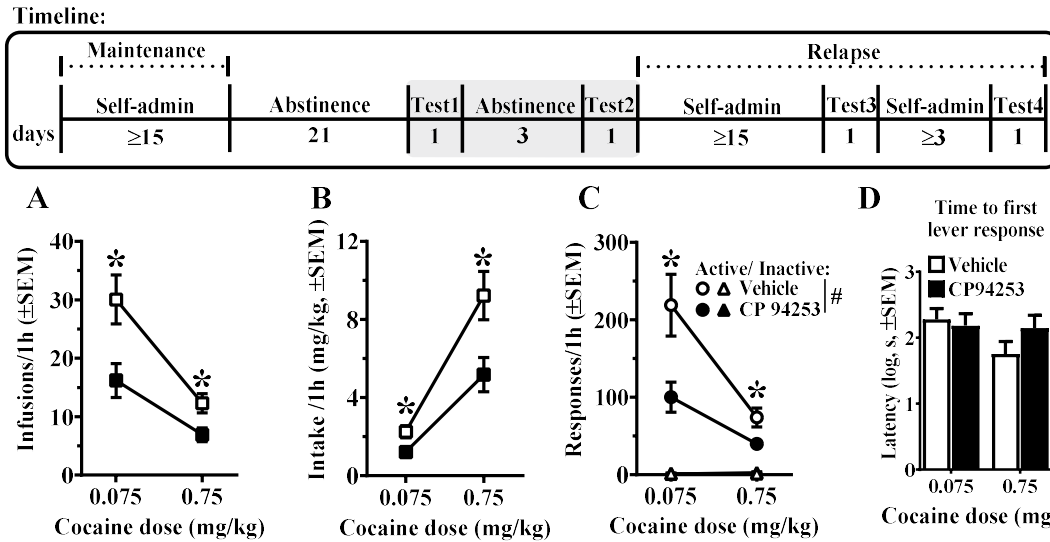 Timeline:
Maintenance
Relapse
Self-admin
Abstinence
Test1
Abstinence
Test2
Self-admin
Test3
Self-admin
Test4
days
≥15
21
1
3
1
≥15
1
≥3
1
A
Infusions/1h (±SEM)
40
30
20
10
0
*
*
0.075
0.75
Cocaine dose (mg/kg)
B
Intake /1h (mg/kg, ±SEM)
12
8
4
0
*
*
0.075
0.75
Cocaine dose (mg/kg)
C
Responses/1h (±SEM)
300
200
100
0
*
*
Active/ Inactive:
Vehicle
CP 94253
#
0.075
0.75
Cocaine dose (mg/kg)
D
Time to first
lever response
Vehicle
CP94253
Latency (log, s, ±SEM)
3
2
1
0
0.075
0.75
Cocaine dose (mg